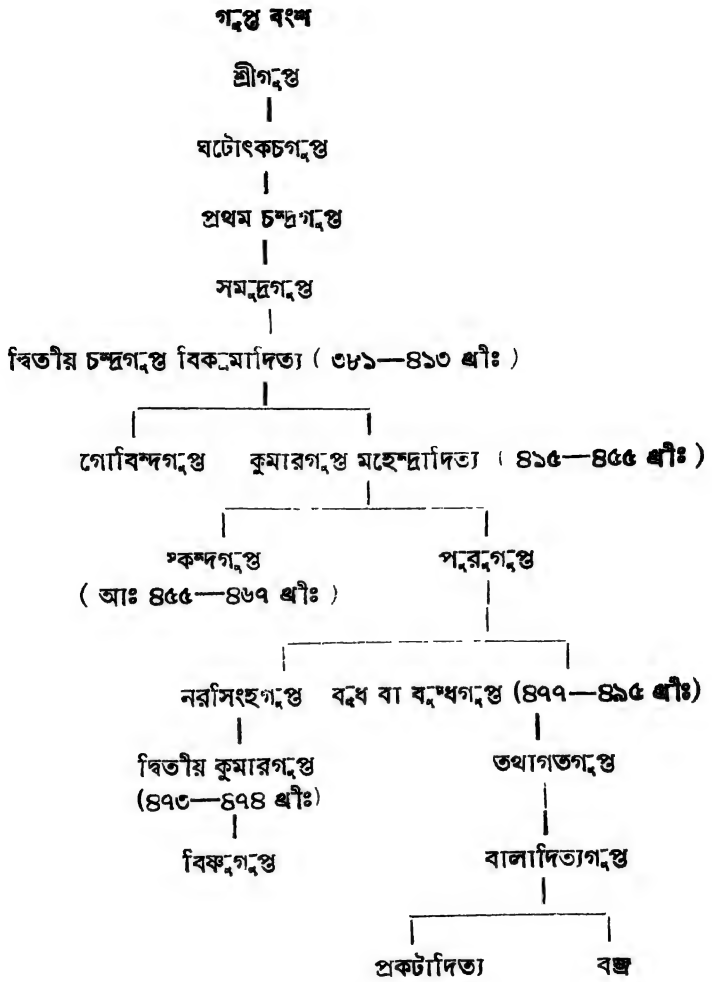 গুপ্ত বংশ
শ্রীগুপ্ত
ঘটোৎকচগুপ্ত
প্রথম চন্দ্রগুপ্ত
সমুদ্রগুপ্ত
দ্বিতীয় চন্দ্রগুপ্ত বিক্রমাদিত্য ( ৩৮১—৪১৩ খ্রীঃ )
গোবিন্দগুপ্ত কুমারগুপ্ত মহেন্দ্রাদিত্য ( ৪১৫—৪৫৫ খ্রীঃ )
স্কন্দগুপ্ত পুরুগুপ্ত
( আঃ ৪৫৫—৪৬৭ খ্রীঃ )
নরসিংহগুপ্ত বুধ বা বুদ্ধগুপ্ত (৪৭৭—৪৯৫ খ্রীঃ)
দ্বিতীয় কুমারগুপ্ত তথাগতগুপ্ত
(৪৭৩—৪৭৪ খ্রীঃ)
বিষ্ণুগুপ্ত বালাদিত্যগুপ্ত
প্রকটাদিত্য বজ্র